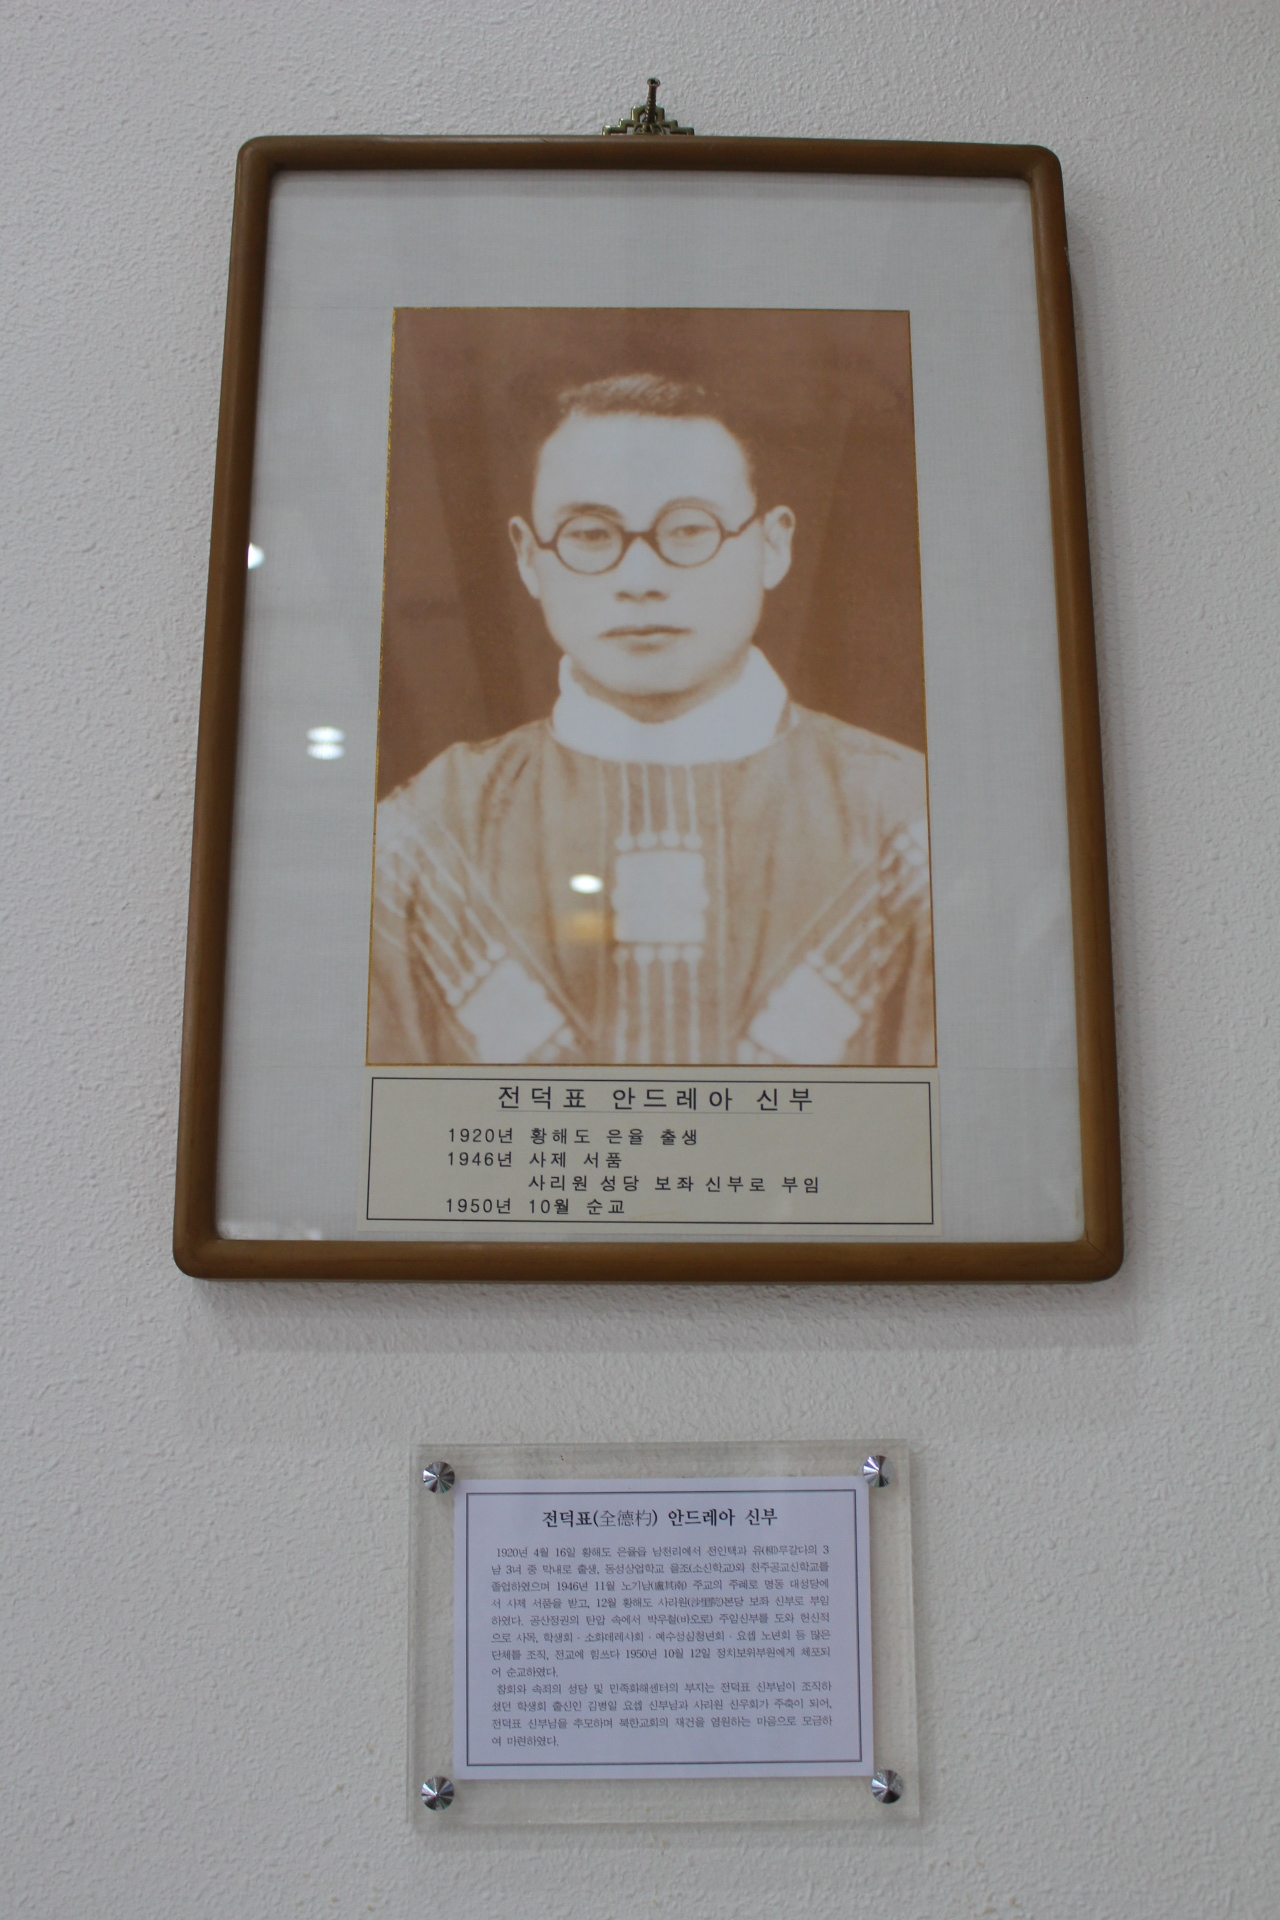 전덕표 안드레아 신부
1920년 황해도 은율 출생
1946년 사제 서품
사리원 성당 보좌 신부로 부임
1950년 10월 순교
전덕표(全德杓) 안드레아 신부
1920년 4월 16일 황해도 은율읍 남천리에서 전인택과 유(柳)루갈다의 3
남 3녀 중 막내로 출생, 동성상업학교 을조(소신학교)와 천주공교신학교를
졸업하였으며 1946년 11월 노기남(盧基南) 주교의 주례로 명동 대성당에
서 사제 서품을 받고, 12월 황해도 사리원(沙里院)본당 보좌 신부로 부임
하였다. 공산정권의 탄압 속에서 박우철(바오로) 주임신부를 도와 헌신적
으로 사목, 학생회 · 소화데레사회 · 예수성심청년회 · 요셉 노년회 등 많은
단체를 조직, 전교에 힘쓰다 1950년 10월 12일 정치보위부원에게 체포되
어 순교하였다.
참회와 속죄의 성당 및 민족화해센터의 부지는 전덕표 신부님이 조직하
셨던 학생회 출신인 김병일 요셉 신부님과 사리원 신우회가 주축이 되어,
전덕표 신부님을 추모하며 북한교회의 재건을 염원하는 마음으로 모금하
여 마련하였다.